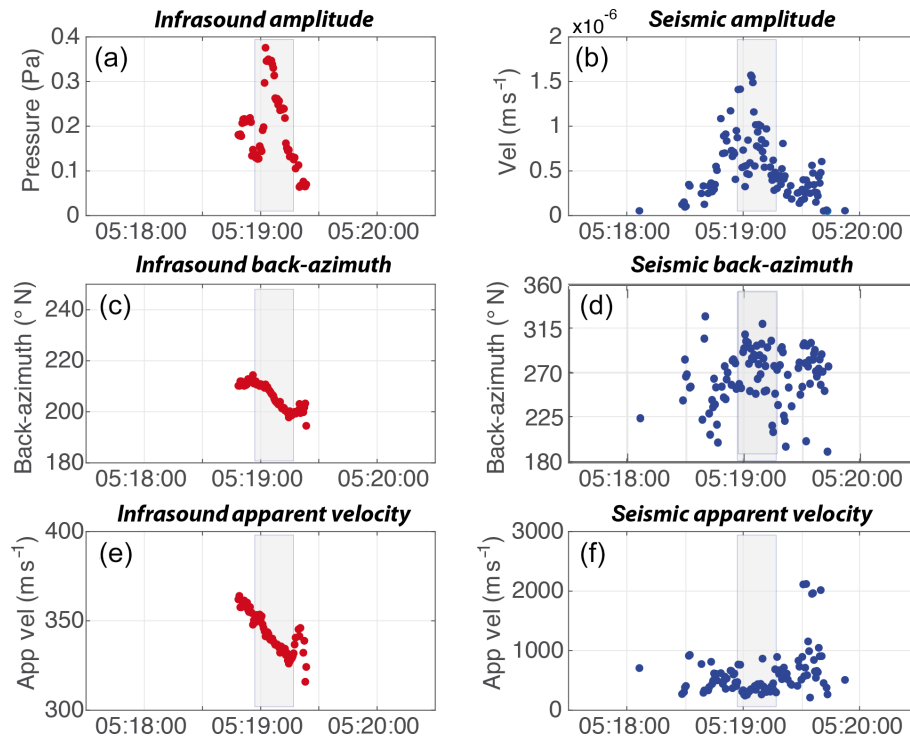 Infrasound amplitude
(a)
Pressure (Pa)
0.4
0.3
0.2
0.1
0
05:18:00 05:19:00 05:20:00
Seismic amplitude
×10⁻⁶
(b)
Vel (m s⁻¹)
2
1.5
1
0.5
0
05:18:00 05:19:00 05:20:00
Infrasound back-azimuth
(c)
Back-azimuth (° N)
240
220
200
180
05:18:00 05:19:00 05:20:00
Seismic back-azimuth
(d)
Back-azimuth (° N)
360
315
270
225
180
05:18:00 05:19:00 05:20:00
Infrasound apparent velocity
(e)
App vel (m s⁻¹)
400
350
300
05:18:00 05:19:00 05:20:00
Seismic apparent velocity
(f)
App vel (m s⁻¹)
3000
2000
1000
0
05:18:00 05:19:00 05:20:00